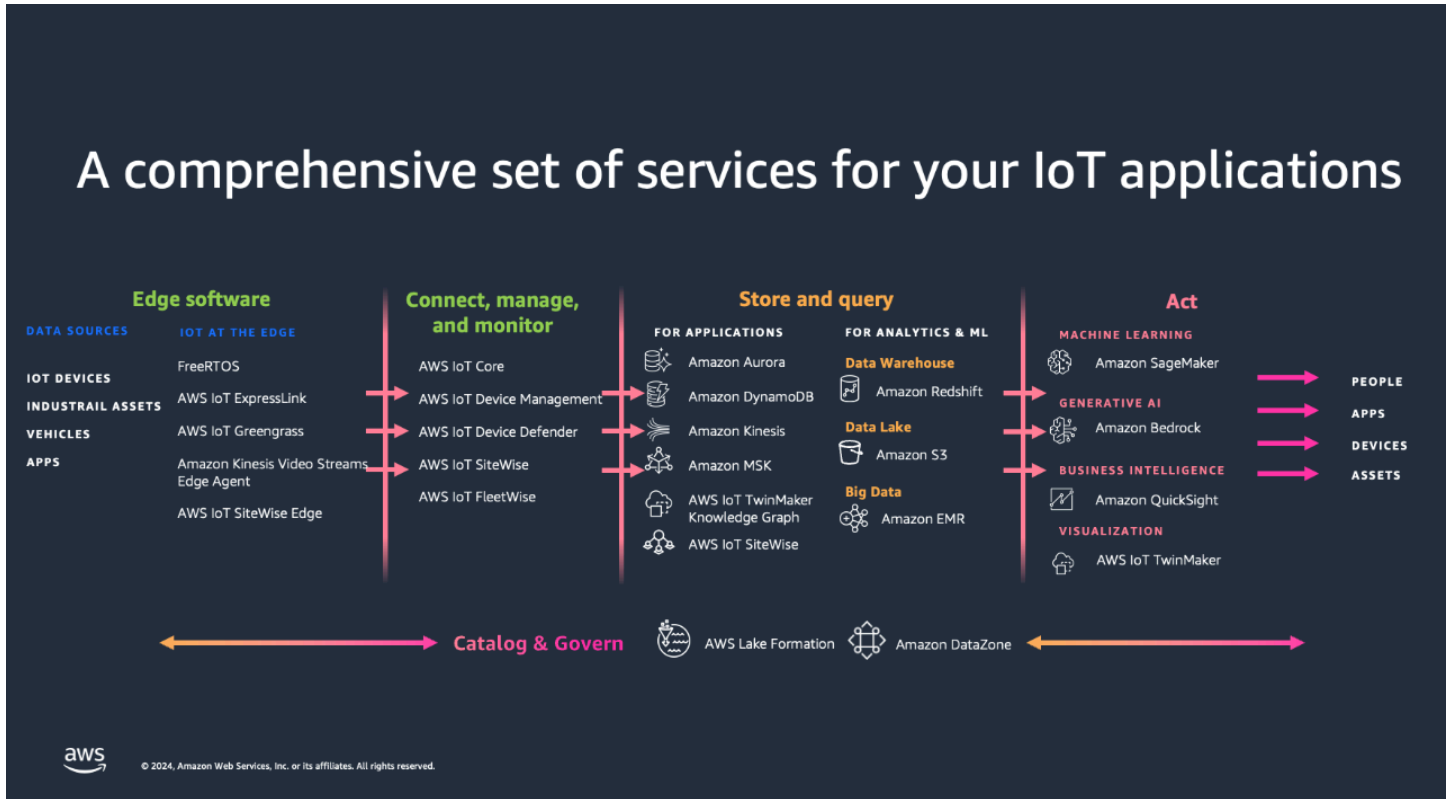 A comprehensive set of services for your IoT applications
Edge software
DATA SOURCES
IOT DEVICES
INDUSTRAIL ASSETS
VEHICLES
APPS
IOT AT THE EDGE
FreeRTOS
AWS IoT ExpressLink
AWS IoT Greengrass
Amazon Kinesis Video Streams
Edge Agent
AWS IoT SiteWise Edge
Connect, manage,
and monitor
AWS IoT Core
AWS IoT Device Management
AWS IoT Device Defender
AWS IoT SiteWise
AWS IoT FleetWise
Store and query
FOR APPLICATIONS
Amazon Aurora
Amazon DynamoDB
Amazon Kinesis
Amazon MSK
AWS IoT TwinMaker
Knowledge Graph
AWS IoT SiteWise
FOR ANALYTICS & ML
Data Warehouse
Amazon Redshift
Data Lake
Amazon S3
Big Data
Amazon EMR
Act
MACHINE LEARNING
Amazon SageMaker
GENERATIVE AI
Amazon Bedrock
BUSINESS INTELLIGENCE
Amazon QuickSight
VISUALIZATION
AWS IoT TwinMaker
PEOPLE
APPS
DEVICES
ASSETS
Catalog & Govern
AWS Lake Formation
Amazon DataZone
aws
© 2024, Amazon Web Services, Inc. or its affiliates. All rights reserved.